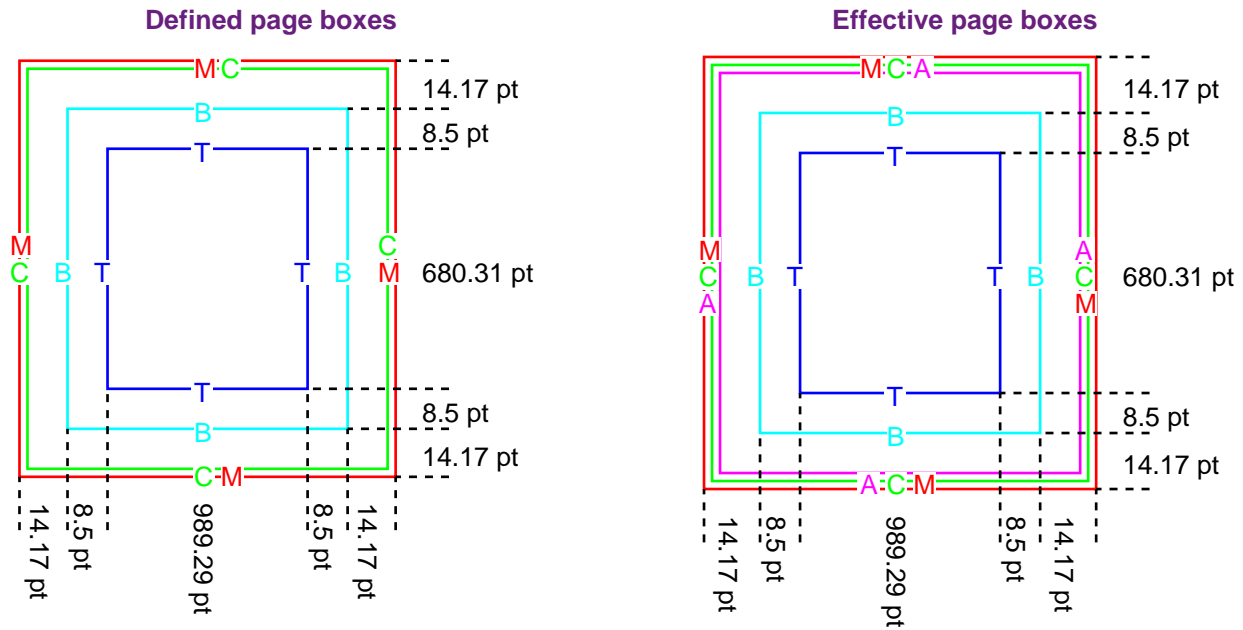 Defined page boxes
M C
14.17 pt
B
8.5 pt
T
M
C B T T B C
M
680.31 pt
T
8.5 pt
B
14.17 pt
C M
14.17 pt
8.5 pt
989.29 pt
8.5 pt
14.17 pt
Effective page boxes
M C A
14.17 pt
B
8.5 pt
T
M
C
A
B T T B
A
C
M
680.31 pt
T
8.5 pt
B
14.17 pt
A C M
14.17 pt
8.5 pt
989.29 pt
8.5 pt
14.17 pt